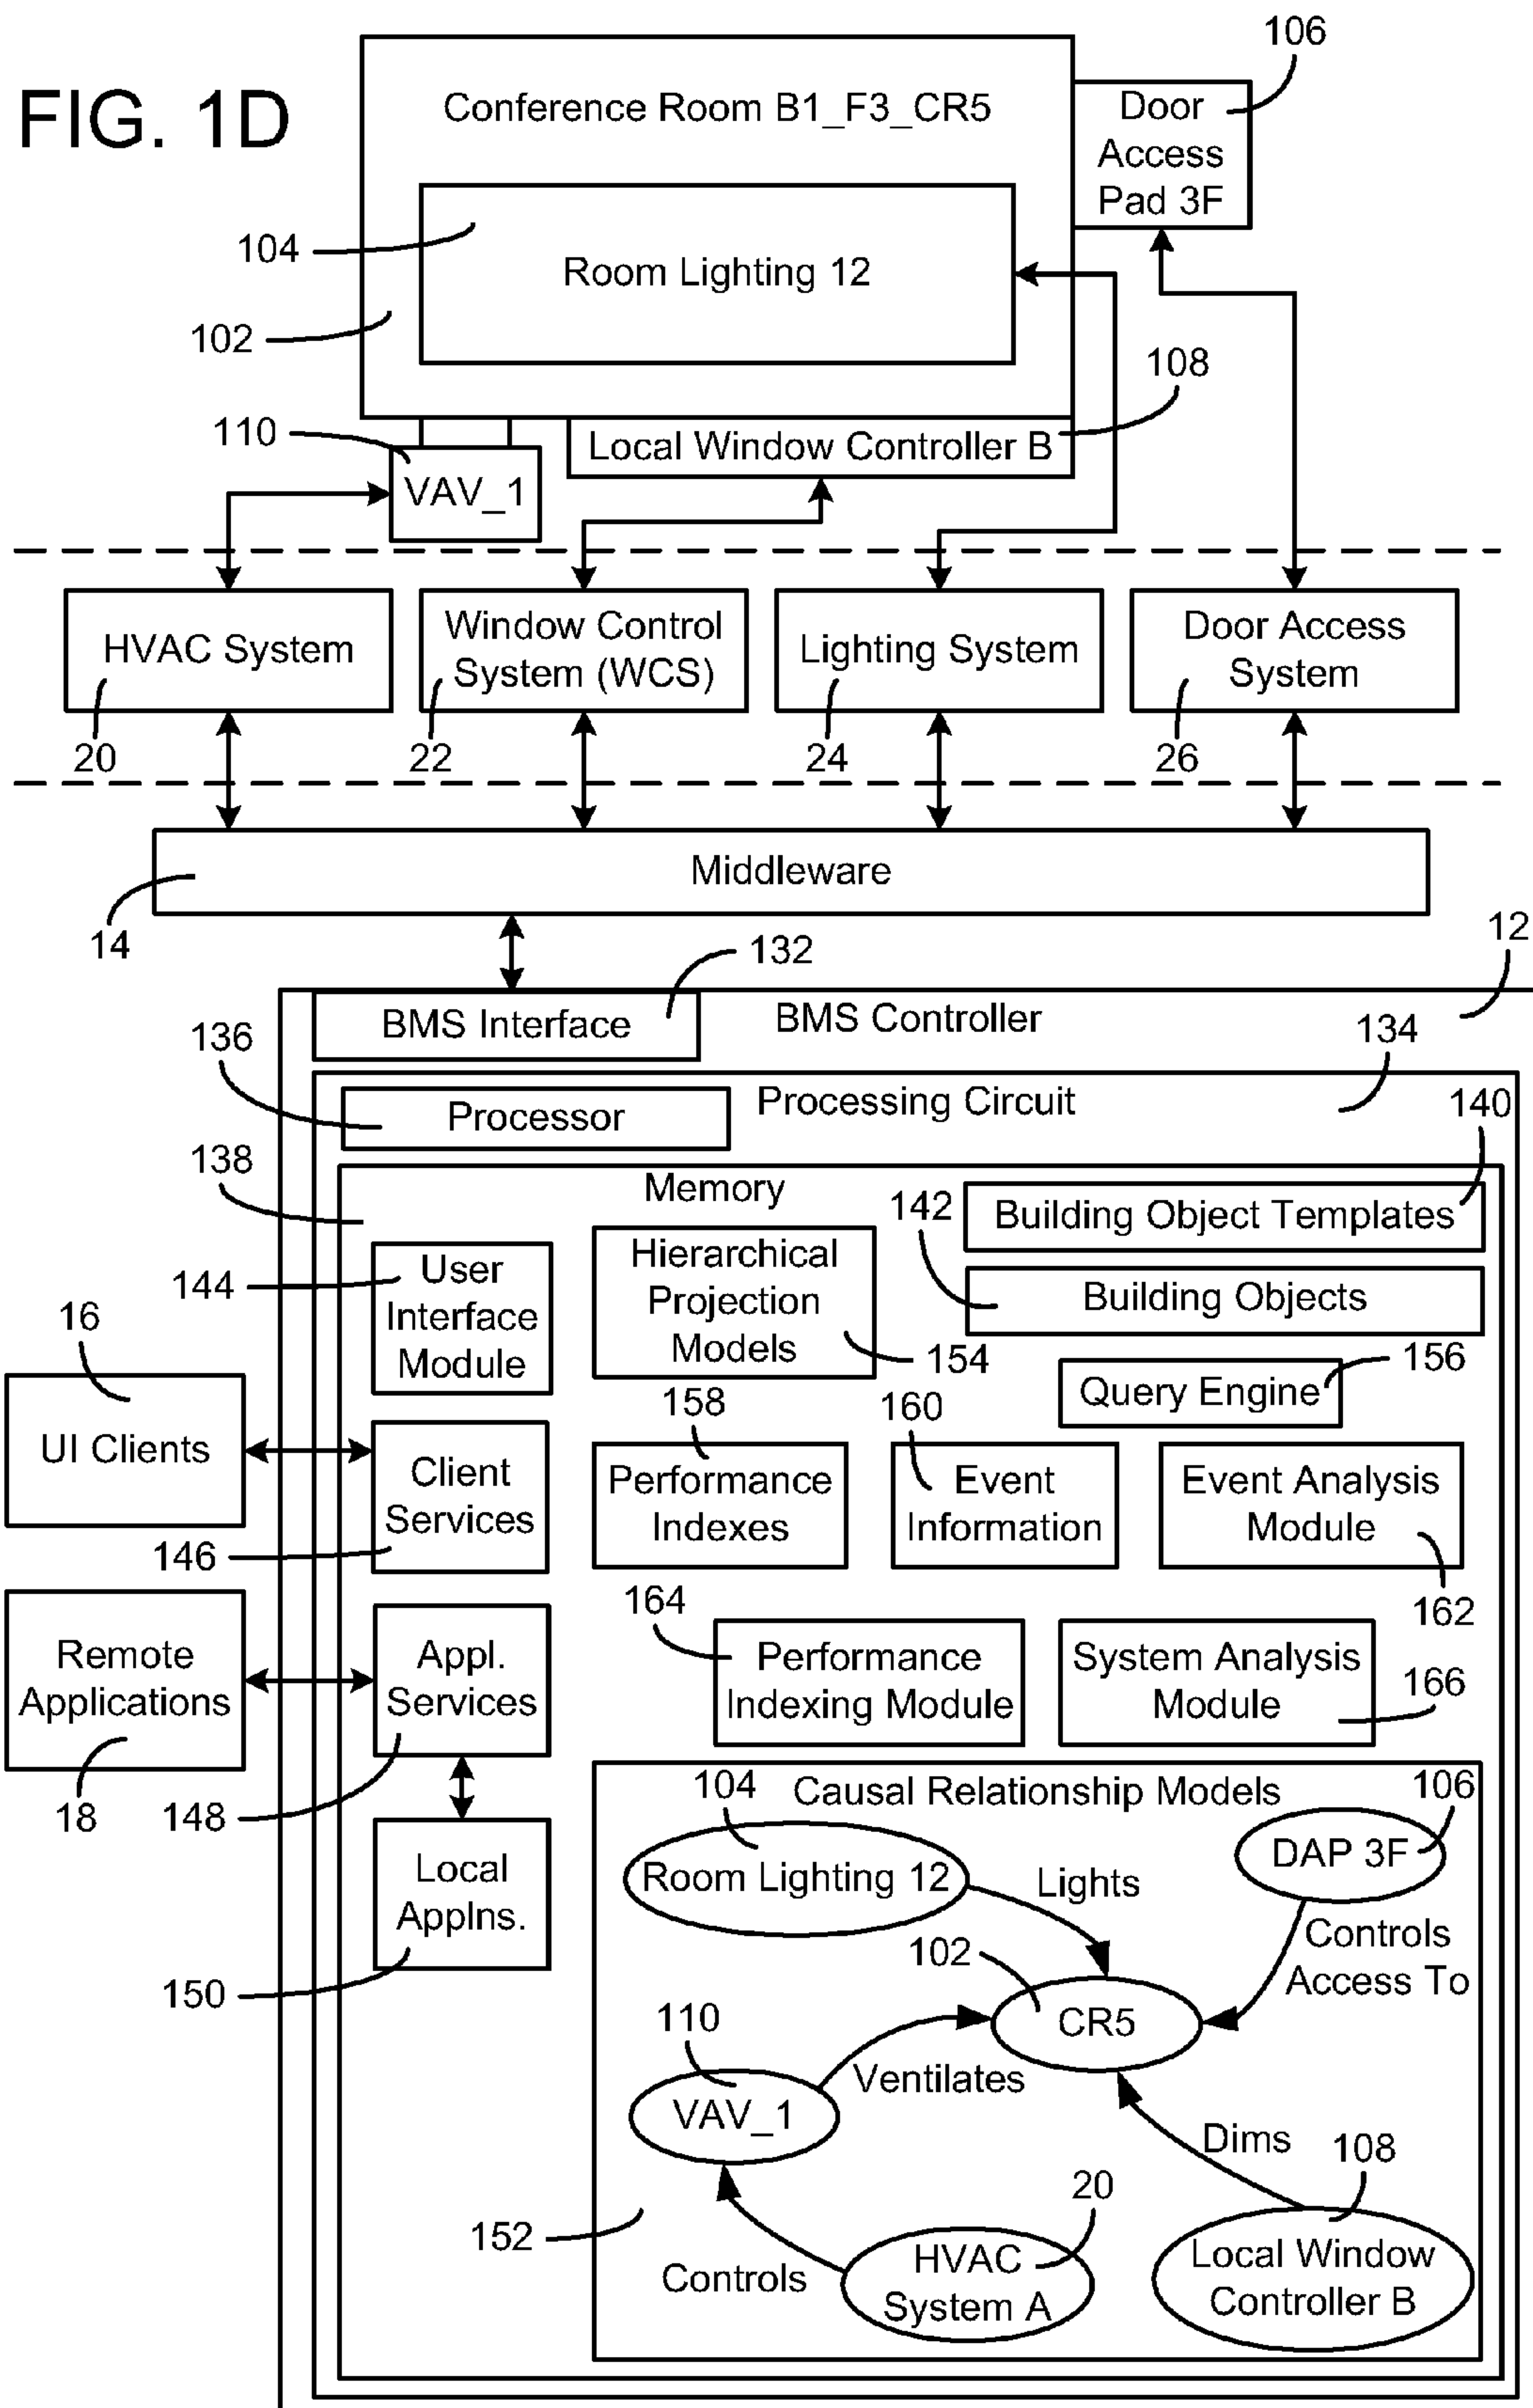 FIG. 1D
106
Conference Room B1_F3_CR5
Door
Access
Pad 3F
104
Room Lighting 12
102
108
110
Local Window Controller B
VAV_1
HVAC System
Window Control
System (WCS)
Lighting System
Door Access
System
20
22
24
26
Middleware
14
12
132
BMS Interface
BMS Controller
136
134
Processor
Processing Circuit
140
138
Memory
142
Building Object Templates
144
User
Interface
Module
Hierarchical
Projection
Models
Building Objects
16
154
156
Query Engine
158
160
UI Clients
Client
Services
Performance
Indexes
Event
Information
Event Analysis
Module
146
164
162
Remote
Applications
Appl.
Services
Performance
Indexing Module
System Analysis
Module
166
18
148
104
Causal Relationship Models
106
Local
Applns.
Room Lighting 12
Lights
DAP 3F
102
Controls
Access To
150
110
CR5
Ventilates
VAV_1
Dims
108
20
152
Controls
HVAC
System A
Local Window
Controller B